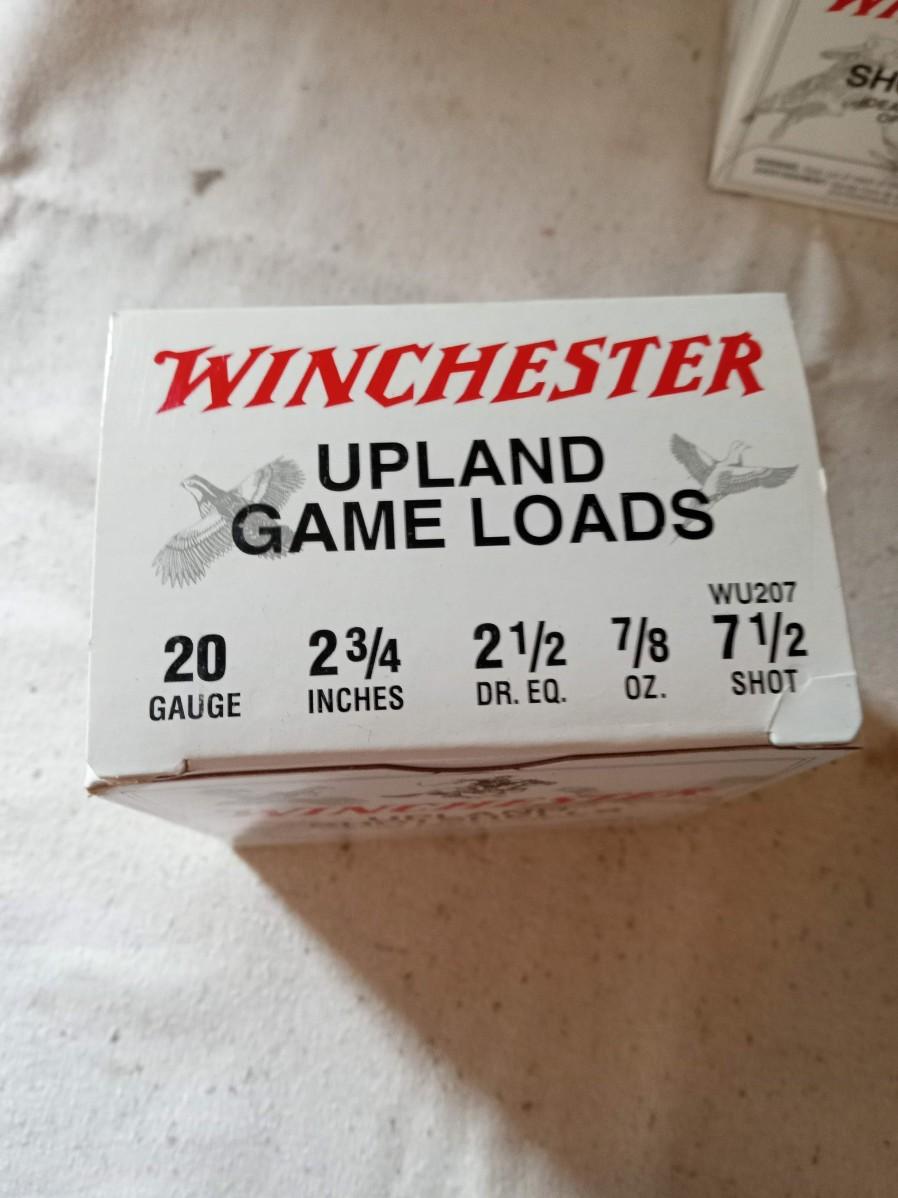 WINCHESTER
UPLAND
GAME LOADS
WU207
20 2 3/4 2 1/2 7/8 7 1/2
GAUGE INCHES DR. EQ. OZ. SHOT
WINCHESTER